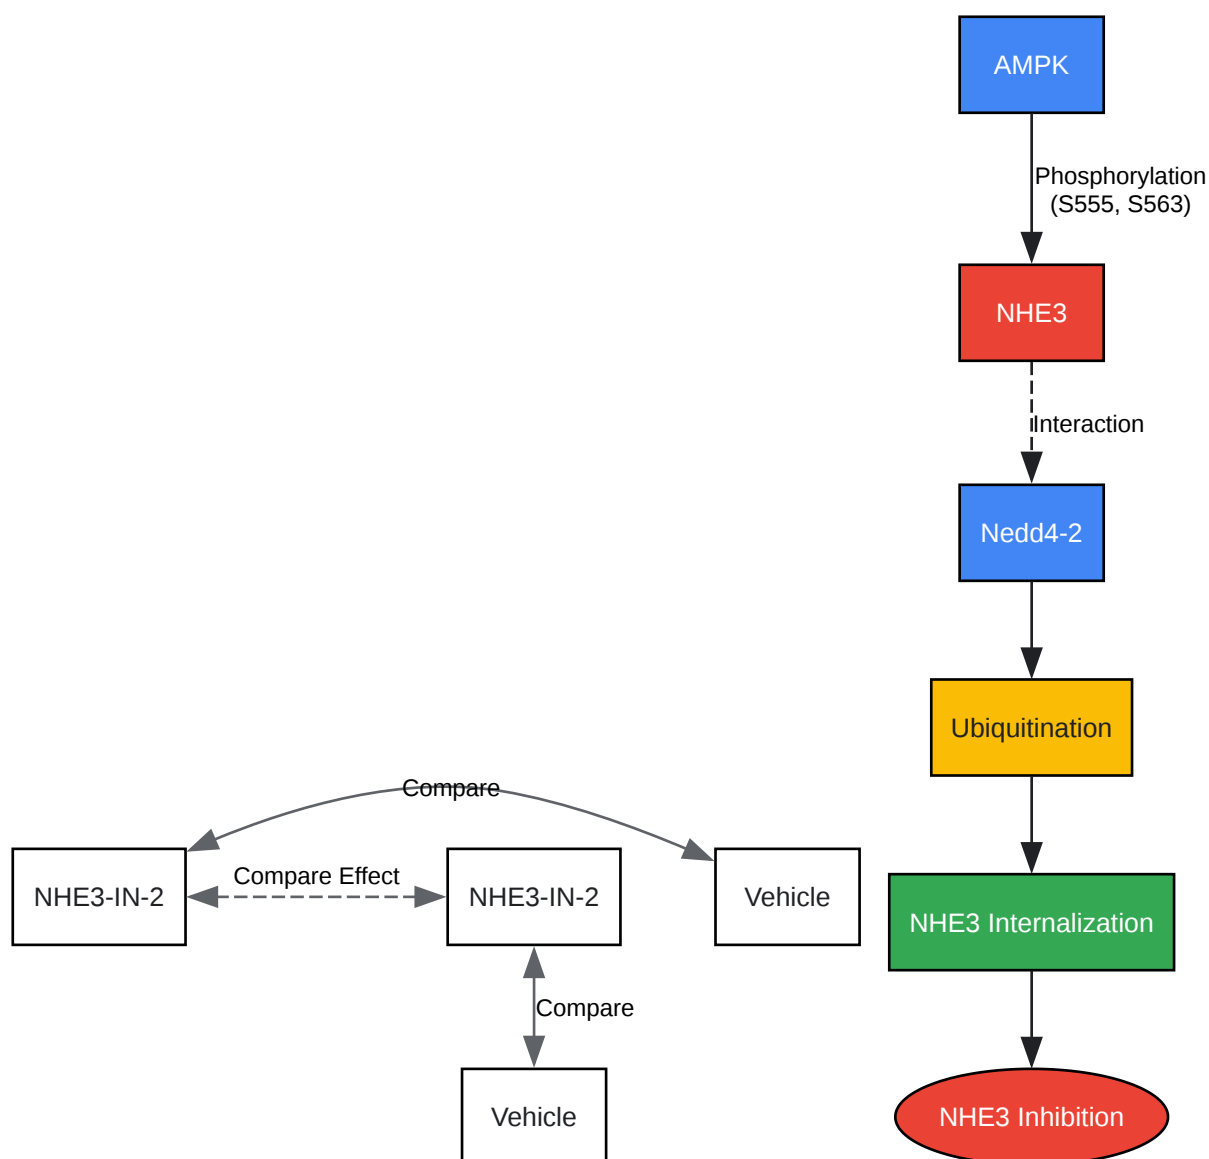 AMPK
Phosphorylation
(S555, S563)
NHE3
Interaction
Nedd4-2
Ubiquitination
Compare
NHE3-IN-2
Compare Effect
NHE3-IN-2
Vehicle
NHE3 Internalization
Compare
Vehicle
NHE3 Inhibition